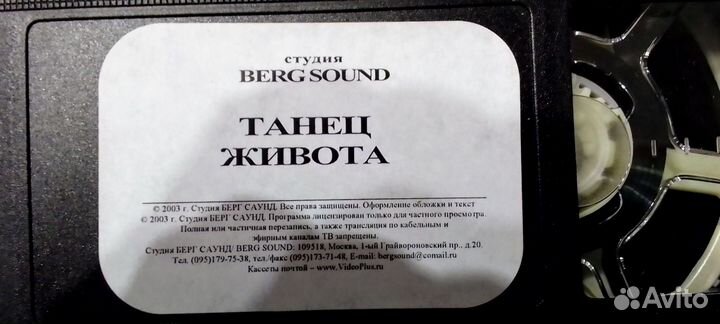 студия
BERG SOUND
ТАНЕЦ
ЖИВОТА
© 2003 г. Студия БЕРГ САУНД. Все права защищены. Оформление обложки и текст
© 2003 г. Студия БЕРГ САУНД. Программа лицензирован только для частного просмотра.
Полная или частичная перезапись, а также трансляция по кабельным и
эфирным каналам ТВ запрещены.
Студия БЕРГ САУНД/ BERG SOUND: 109518, Москва, 1-ый Грайвороновский пр., д.20.
Тел. (095)179-75-38, тел./факс (095)173-71-48, E-mail: bergsound@comail.ru
Кассеты почтой – www.VideoPlus.ru
Avito